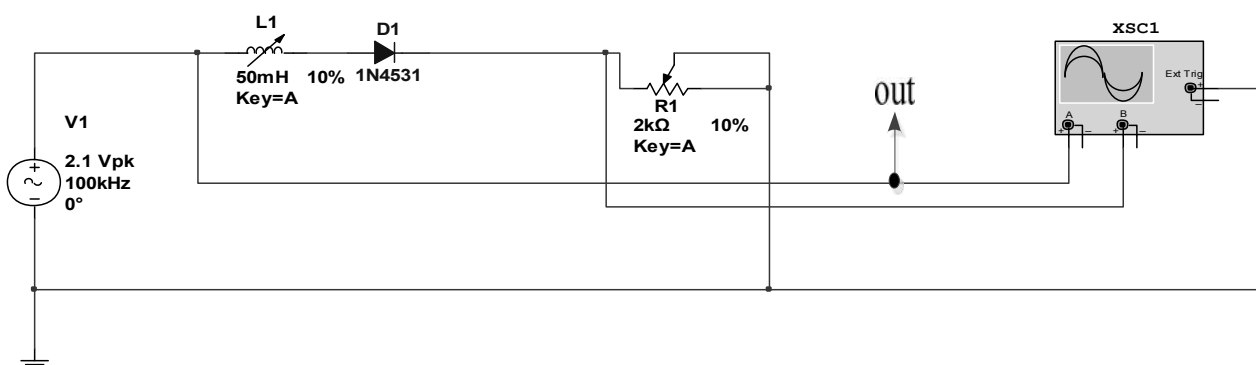 L1
50mH 10%
Key=A
D1
1N4531
R1
2kΩ 10%
Key=A
V1
2.1 Vpk
100kHz
0°
out
XSC1
Ext Trig
A
B